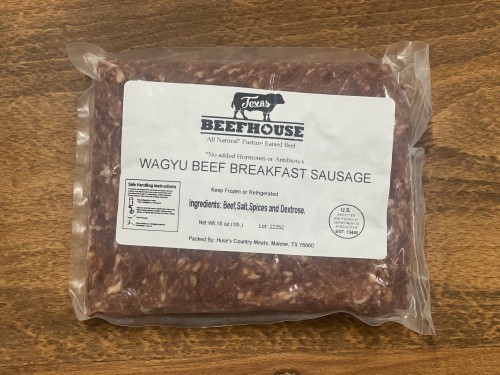 Texas
BEEFHOUSE
All Natural* Pasture Raised Beef
*No added Hormones or Antibiotics
WAGYU BEEF BREAKFAST SAUSAGE
Keep Frozen or Refrigerated
Ingredients: Beef,Salt,Spices and Dextrose.
Net Wt 16 oz (1lb.) Lot: 22252
Packed By: Huse's Country Meats, Malone, TX 76660
Safe Handling Instructions
U.S.
INSPECTED
AND PASSED BY
DEPARTMENT OF
AGRICULTURE
EST. 13485